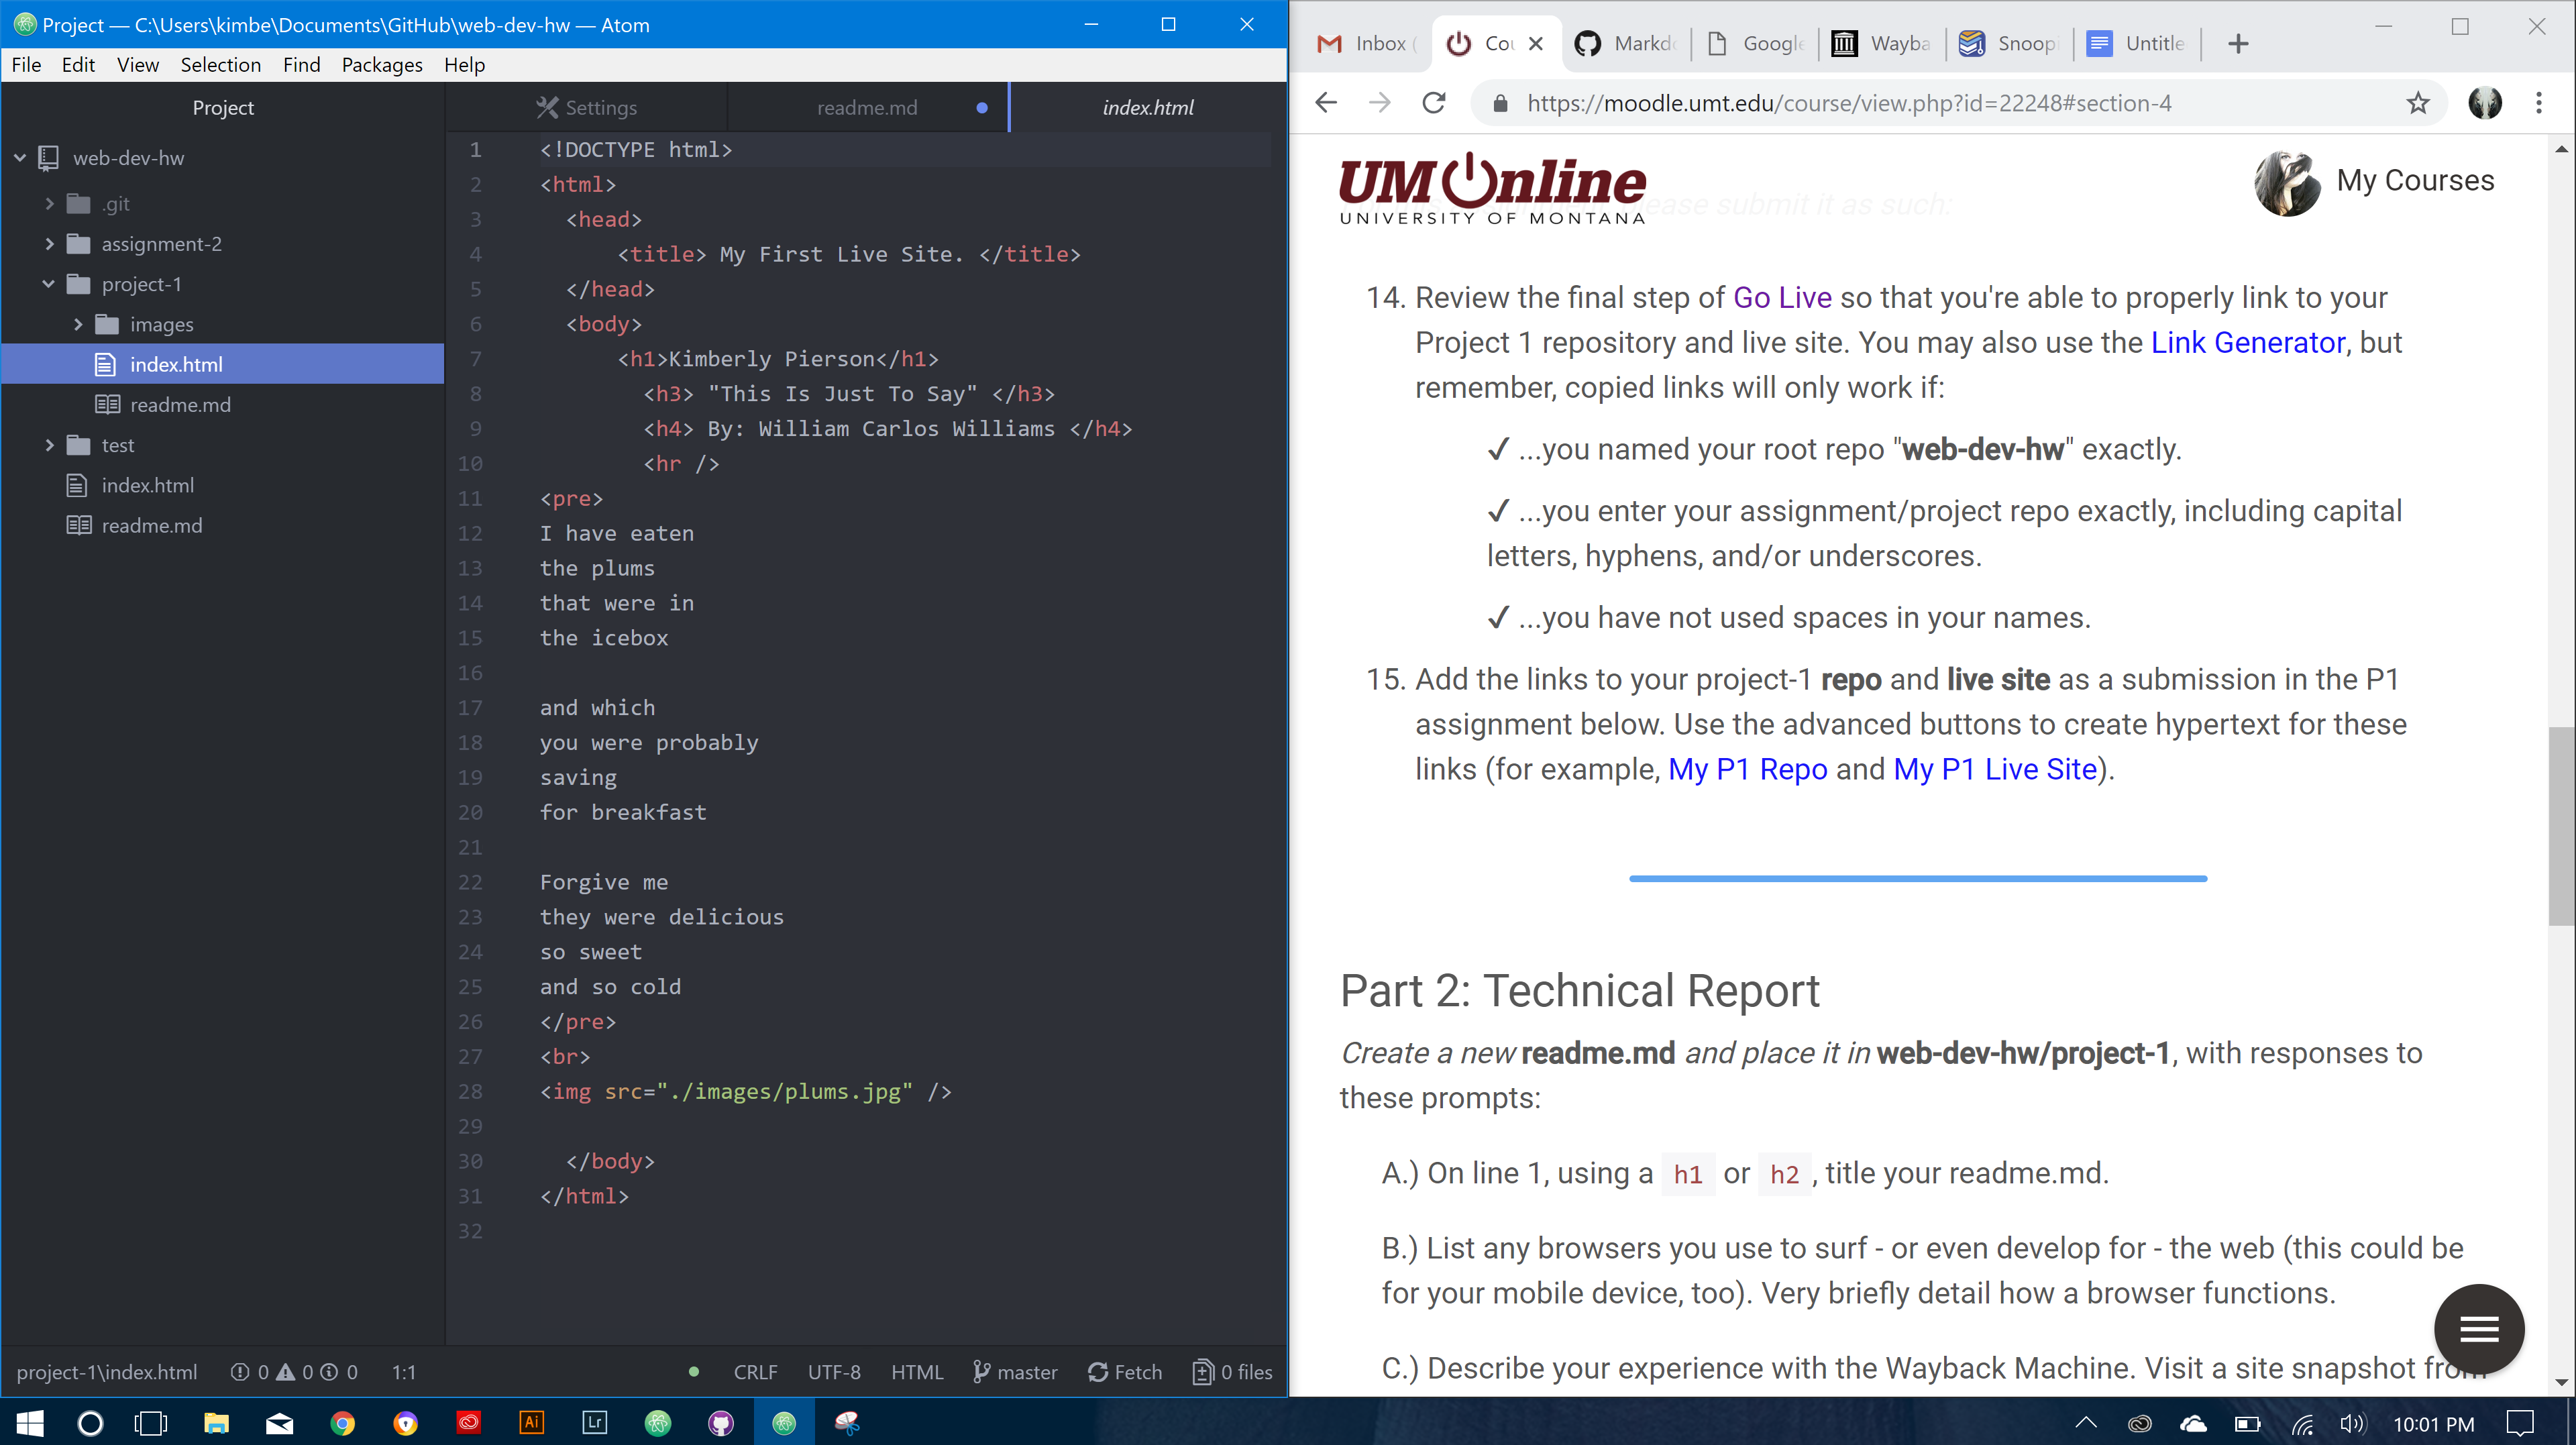 Project — C:\Users\kimbe\Documents\GitHub\web-dev-hw — Atom
File Edit View Selection Find Packages Help
Project
web-dev-hw
.git
assignment-2
project-1
images
index.html
readme.md
test
index.html
readme.md
Settings readme.md index.html
1 <!DOCTYPE html>
2 <html>
3 <head>
4 <title> My First Live Site. </title>
5 </head>
6 <body>
7 <h1>Kimberly Pierson</h1>
8 <h3> "This Is Just To Say" </h3>
9 <h4> By: William Carlos Williams </h4>
10 <hr />
11 <pre>
12 I have eaten
13 the plums
14 that were in
15 the icebox
16
17 and which
18 you were probably
19 saving
20 for breakfast
21
22 Forgive me
23 they were delicious
24 so sweet
25 and so cold
26 </pre>
27 <br>
28 <img src="./images/plums.jpg" />
29
30 </body>
31 </html>
32
project-1\index.html 0 0 0 1:1 CRLF UTF-8 HTML master Fetch 0 files
Inbox ( Cou Markdo Google Wayba Snoopi Untitle
https://moodle.umt.edu/course/view.php?id=22248#section-4
UM Online
UNIVERSITY OF MONTANA
My Courses
please submit it as such:
14. Review the final step of Go Live so that you're able to properly link to your
Project 1 repository and live site. You may also use the Link Generator, but
remember, copied links will only work if:
✓ ...you named your root repo "web-dev-hw" exactly.
✓ ...you enter your assignment/project repo exactly, including capital
letters, hyphens, and/or underscores.
✓ ...you have not used spaces in your names.
15. Add the links to your project-1 repo and live site as a submission in the P1
assignment below. Use the advanced buttons to create hypertext for these
links (for example, My P1 Repo and My P1 Live Site).
Part 2: Technical Report
Create a new readme.md and place it in web-dev-hw/project-1, with responses to
these prompts:
A.) On line 1, using a h1 or h2, title your readme.md.
B.) List any browsers you use to surf - or even develop for - the web (this could be
for your mobile device, too). Very briefly detail how a browser functions.
C.) Describe your experience with the Wayback Machine. Visit a site snapshot from
Ai Lr
10:01 PM